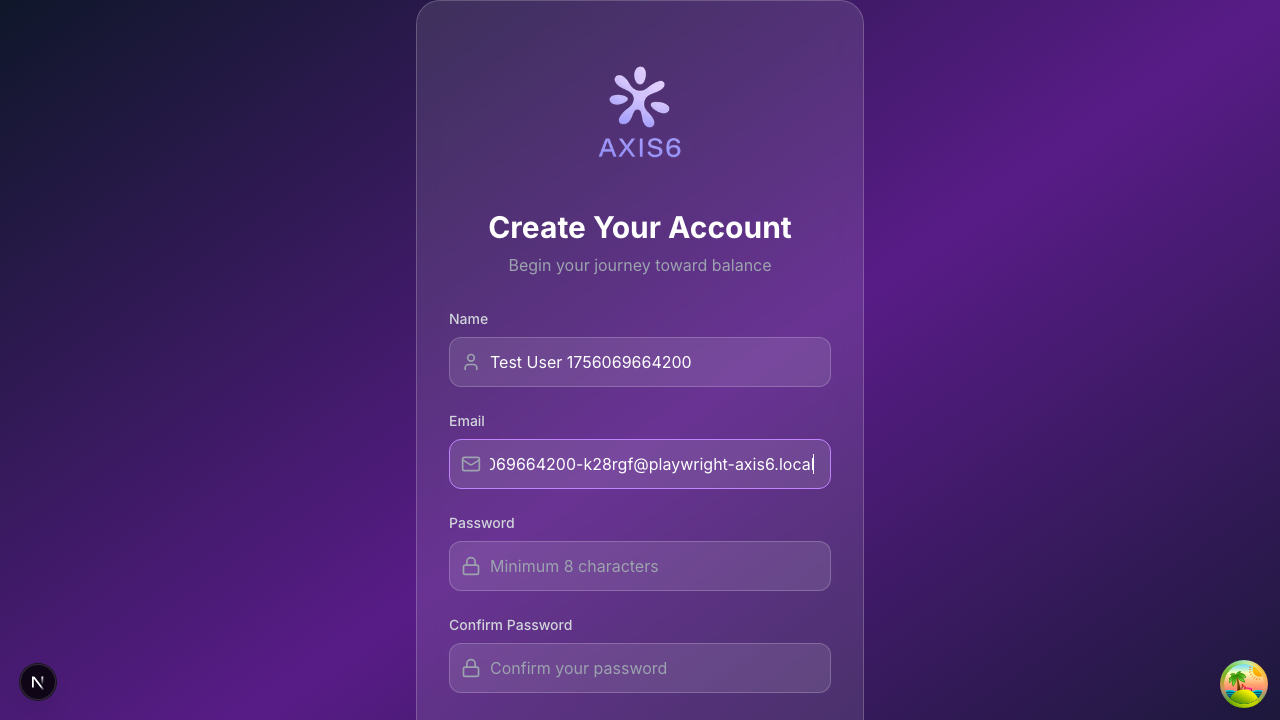 AXIS6
Create Your Account
Begin your journey toward balance
Name
Test User 1756069664200
Email
069664200-k28rgf@playwright-axis6.local
Password
Minimum 8 characters
Confirm Password
Confirm your password
N